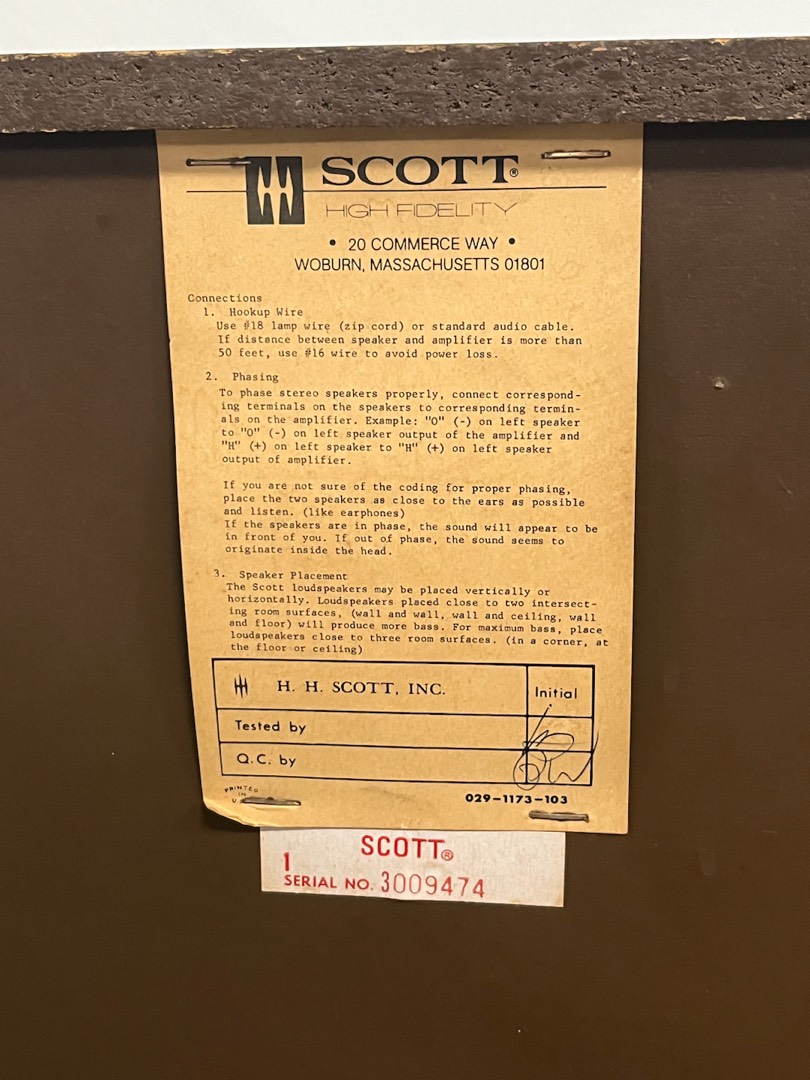 SCOTT®
HIGH FIDELITY
• 20 COMMERCE WAY •
WOBURN, MASSACHUSETTS 01801
Connections
1. Hookup Wire
Use #18 lamp wire (zip cord) or standard audio cable.
If distance between speaker and amplifier is more than
50 feet, use #16 wire to avoid power loss.
2. Phasing
To phase stereo speakers properly, connect correspond-
ing terminals on the speakers to corresponding termin-
als on the amplifier. Example: "O" (-) on left speaker
to "O" (-) on left speaker output of the amplifier and
"H" (+) on left speaker to "H" (+) on left speaker
output of amplifier.
If you are not sure of the coding for proper phasing,
place the two speakers as close to the ears as possible
and listen. (like earphones)
If the speakers are in phase, the sound will appear to be
in front of you. If out of phase, the sound seems to
originate inside the head.
3. Speaker Placement
The Scott loudspeakers may be placed vertically or
horizontally. Loudspeakers placed close to two intersect-
ing room surfaces, (wall and wall, wall and ceiling, wall
and floor) will produce more bass. For maximum bass, place
loudspeakers close to three room surfaces. (in a corner, at
the floor or ceiling)
H. H. SCOTT, INC. Initial
Tested by
Q.C. by
PRINTED
IN
029-1173-103
SCOTT®
1
SERIAL NO. 3009474